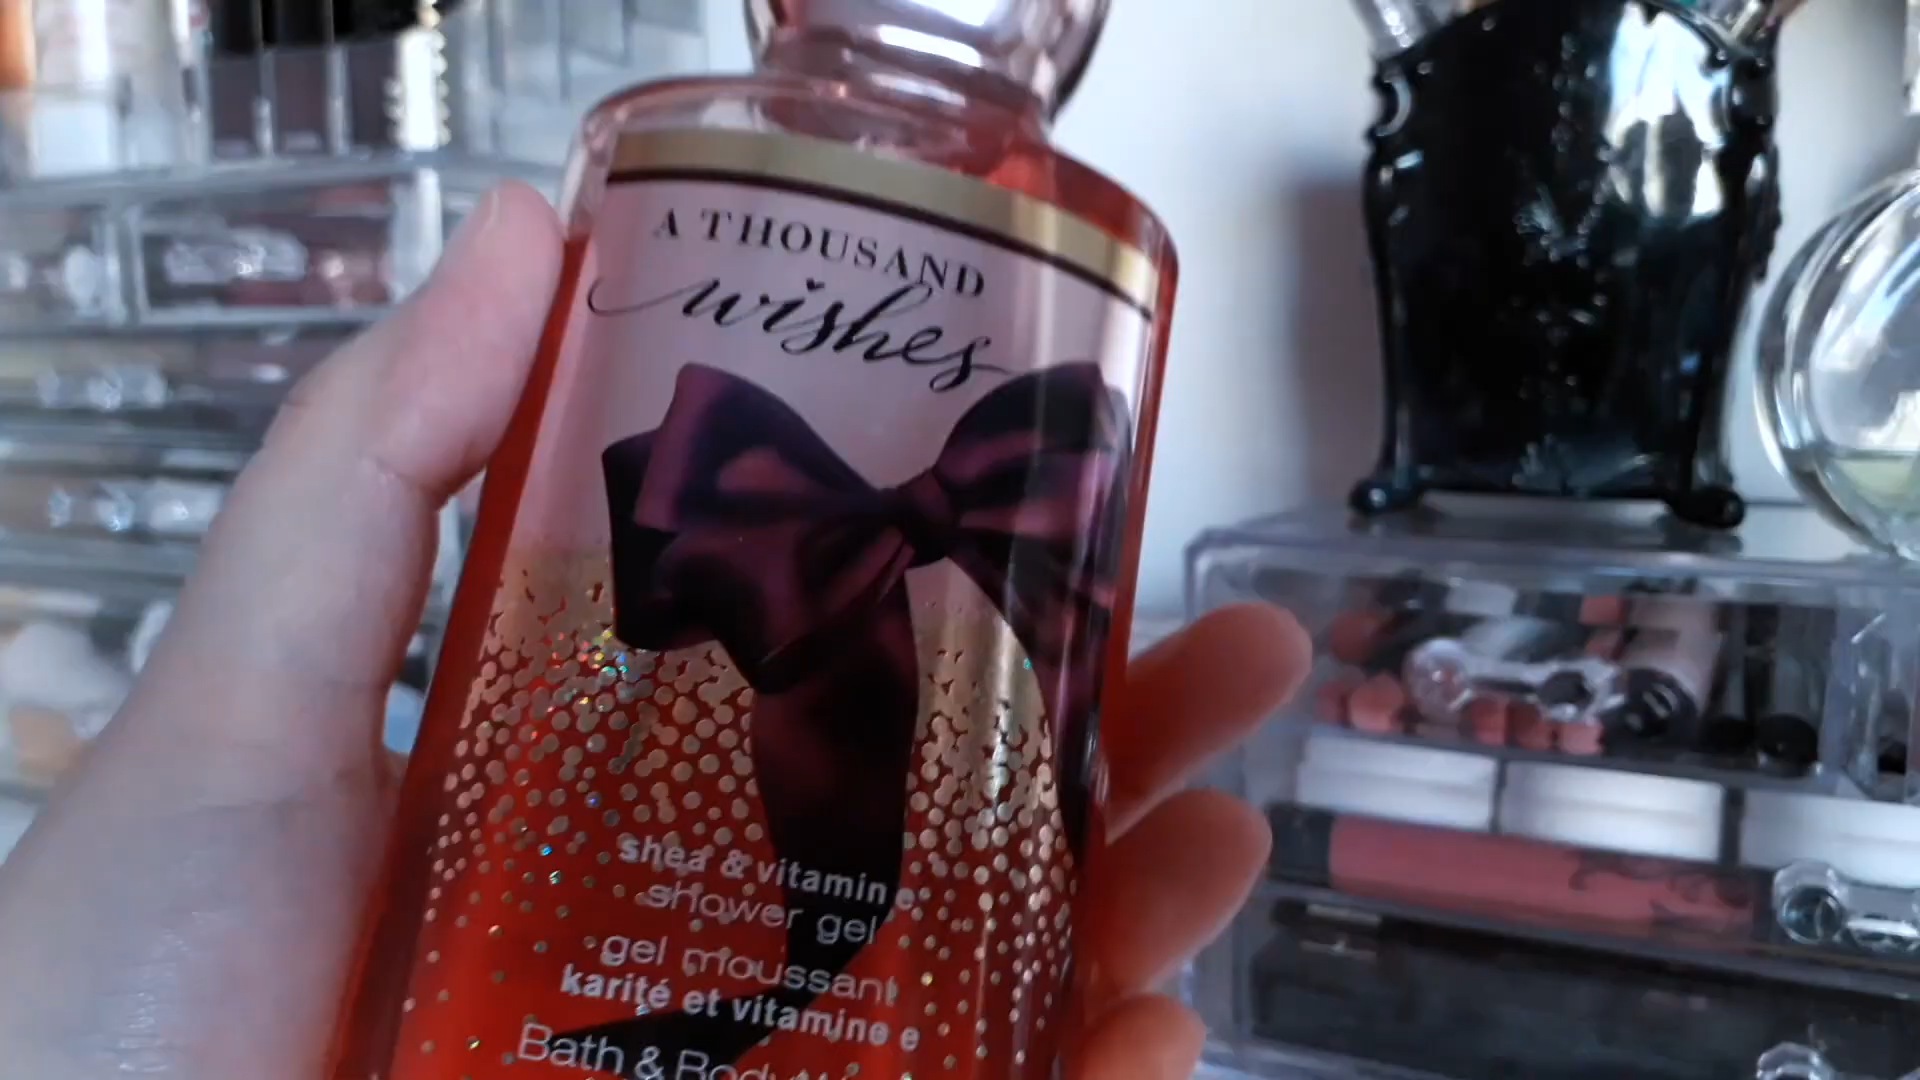 A THOUSAND
wishes
shea & vitamin e
shower gel
gel moussant
karité et vitamine e
Bath & Body